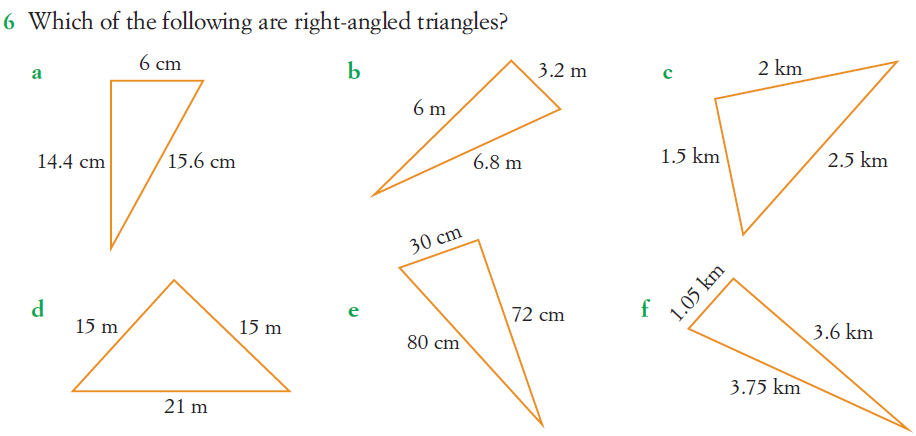 6 Which of the following are right-angled triangles?
a
6 cm
14.4 cm
15.6 cm
b
3.2 m
6 m
6.8 m
c
2 km
1.5 km
2.5 km
d
15 m
15 m
21 m
e
30 cm
72 cm
80 cm
f
1.05 km
3.6 km
3.75 km